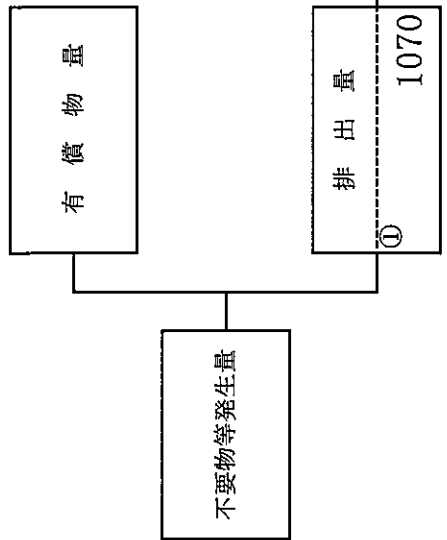 不要物等発生量
有償物量
排出量
①
1070